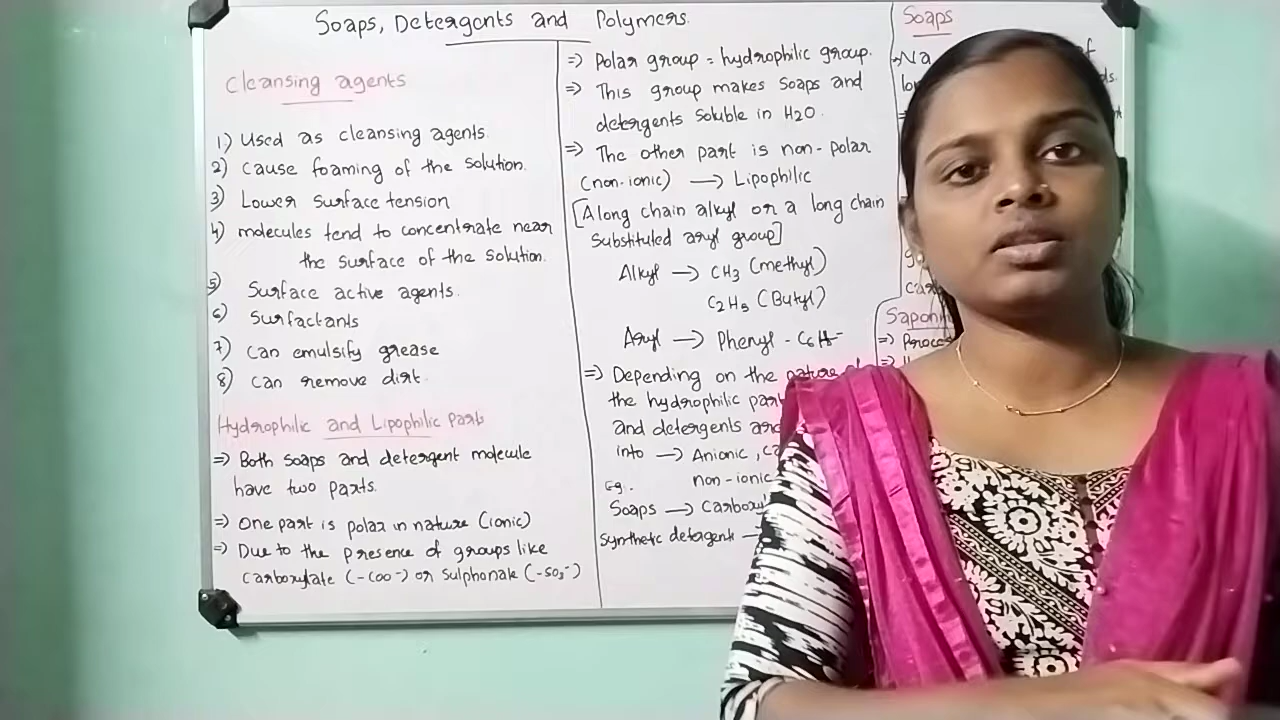 Soaps, Detergents and Polymers.
Cleansing agents
1) Used as cleansing agents.
2) Cause foaming of the solution.
3) Lower surface tension
4) molecules tend to concentrate near
the surface of the solution.
5) Surface active agents.
6) Surfactants
7) Can emulsify grease
8) Can remove dirt.
Hydrophilic and Lipophilic Parts
=> Both soaps and detergent molecule
have two parts.
=> One part is polar in nature (ionic)
=> Due to the presence of groups like
carboxylate (-COO-) or Sulphonate (-SO3-)
=> Polar group = hydrophilic group.
=> This group makes soaps and
detergents soluble in H2O.
=> The other part is non-polar
(non-ionic) —> Lipophilic
[A long chain alkyl or a long chain
substituted aryl group]
Alkyl —> CH3 (methyl)
C2H5 (Butyl)
Aryl —> Phenyl - C6H-
=> Depending on the nature
the hydrophilic part
and detergents are
into —> Anionic,
non-ionic
Eg.
Soaps —>
Synthetic detergent —
Soaps
Na
=> Process